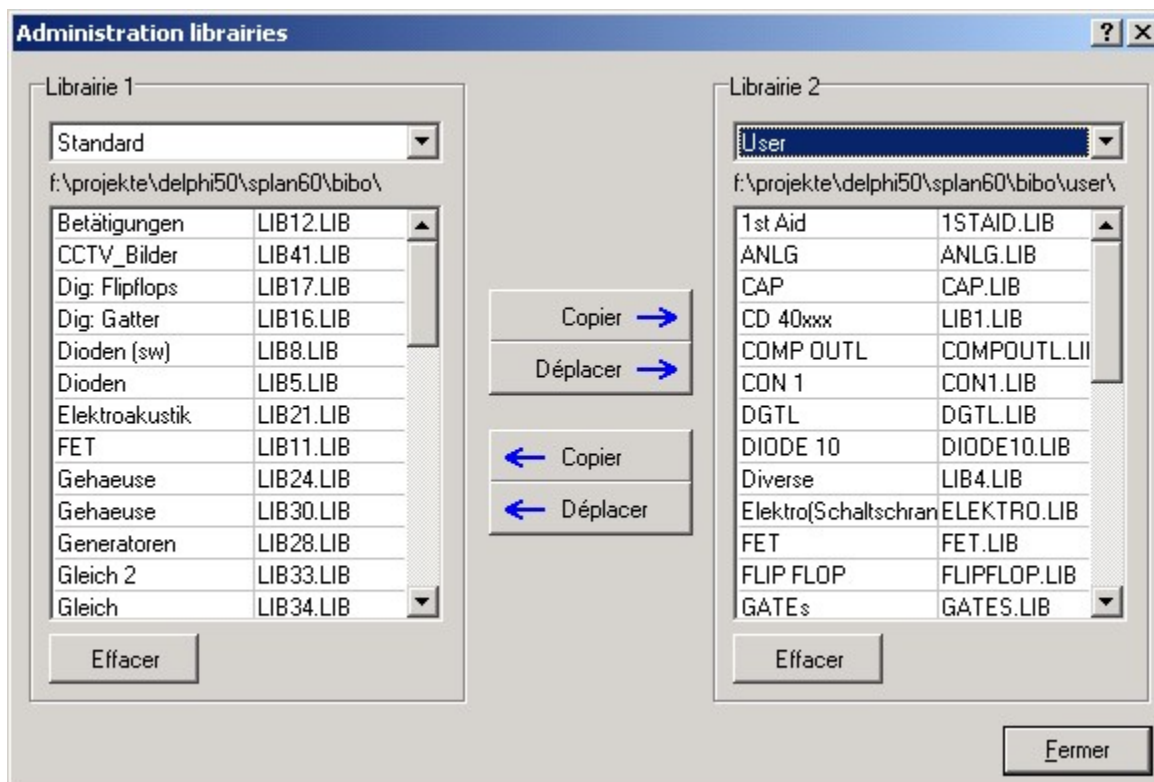 Administration librairies
Librairie 1
Standard
f:\projekte\delphi50\splan60\bibo\
Betätigungen LIB12.LIB
CCTV_Bilder LIB41.LIB
Dig: Flipflops LIB17.LIB
Dig: Gatter LIB16.LIB
Dioden (sw) LIB8.LIB
Dioden LIB5.LIB
Elektroakustik LIB21.LIB
FET LIB11.LIB
Gehaeuse LIB24.LIB
Gehaeuse LIB30.LIB
Generatoren LIB28.LIB
Gleich 2 LIB33.LIB
Gleich LIB34.LIB
Effacer
Copier
Déplacer
Copier
Déplacer
Librairie 2
User
f:\projekte\delphi50\splan60\bibo\user\
1st Aid 1STAID.LIB
ANLG ANLG.LIB
CAP CAP.LIB
CD 40xxx LIB1.LIB
COMP OUTL COMPOUTL.LI
CON 1 CON1.LIB
DGTL DGTL.LIB
DIODE 10 DIODE10.LIB
Diverse LIB4.LIB
Elektro(Schaltschran ELEKTRO.LIB
FET FET.LIB
FLIP FLOP FLIPFLOP.LIB
GATEs GATES.LIB
Effacer
Fermer